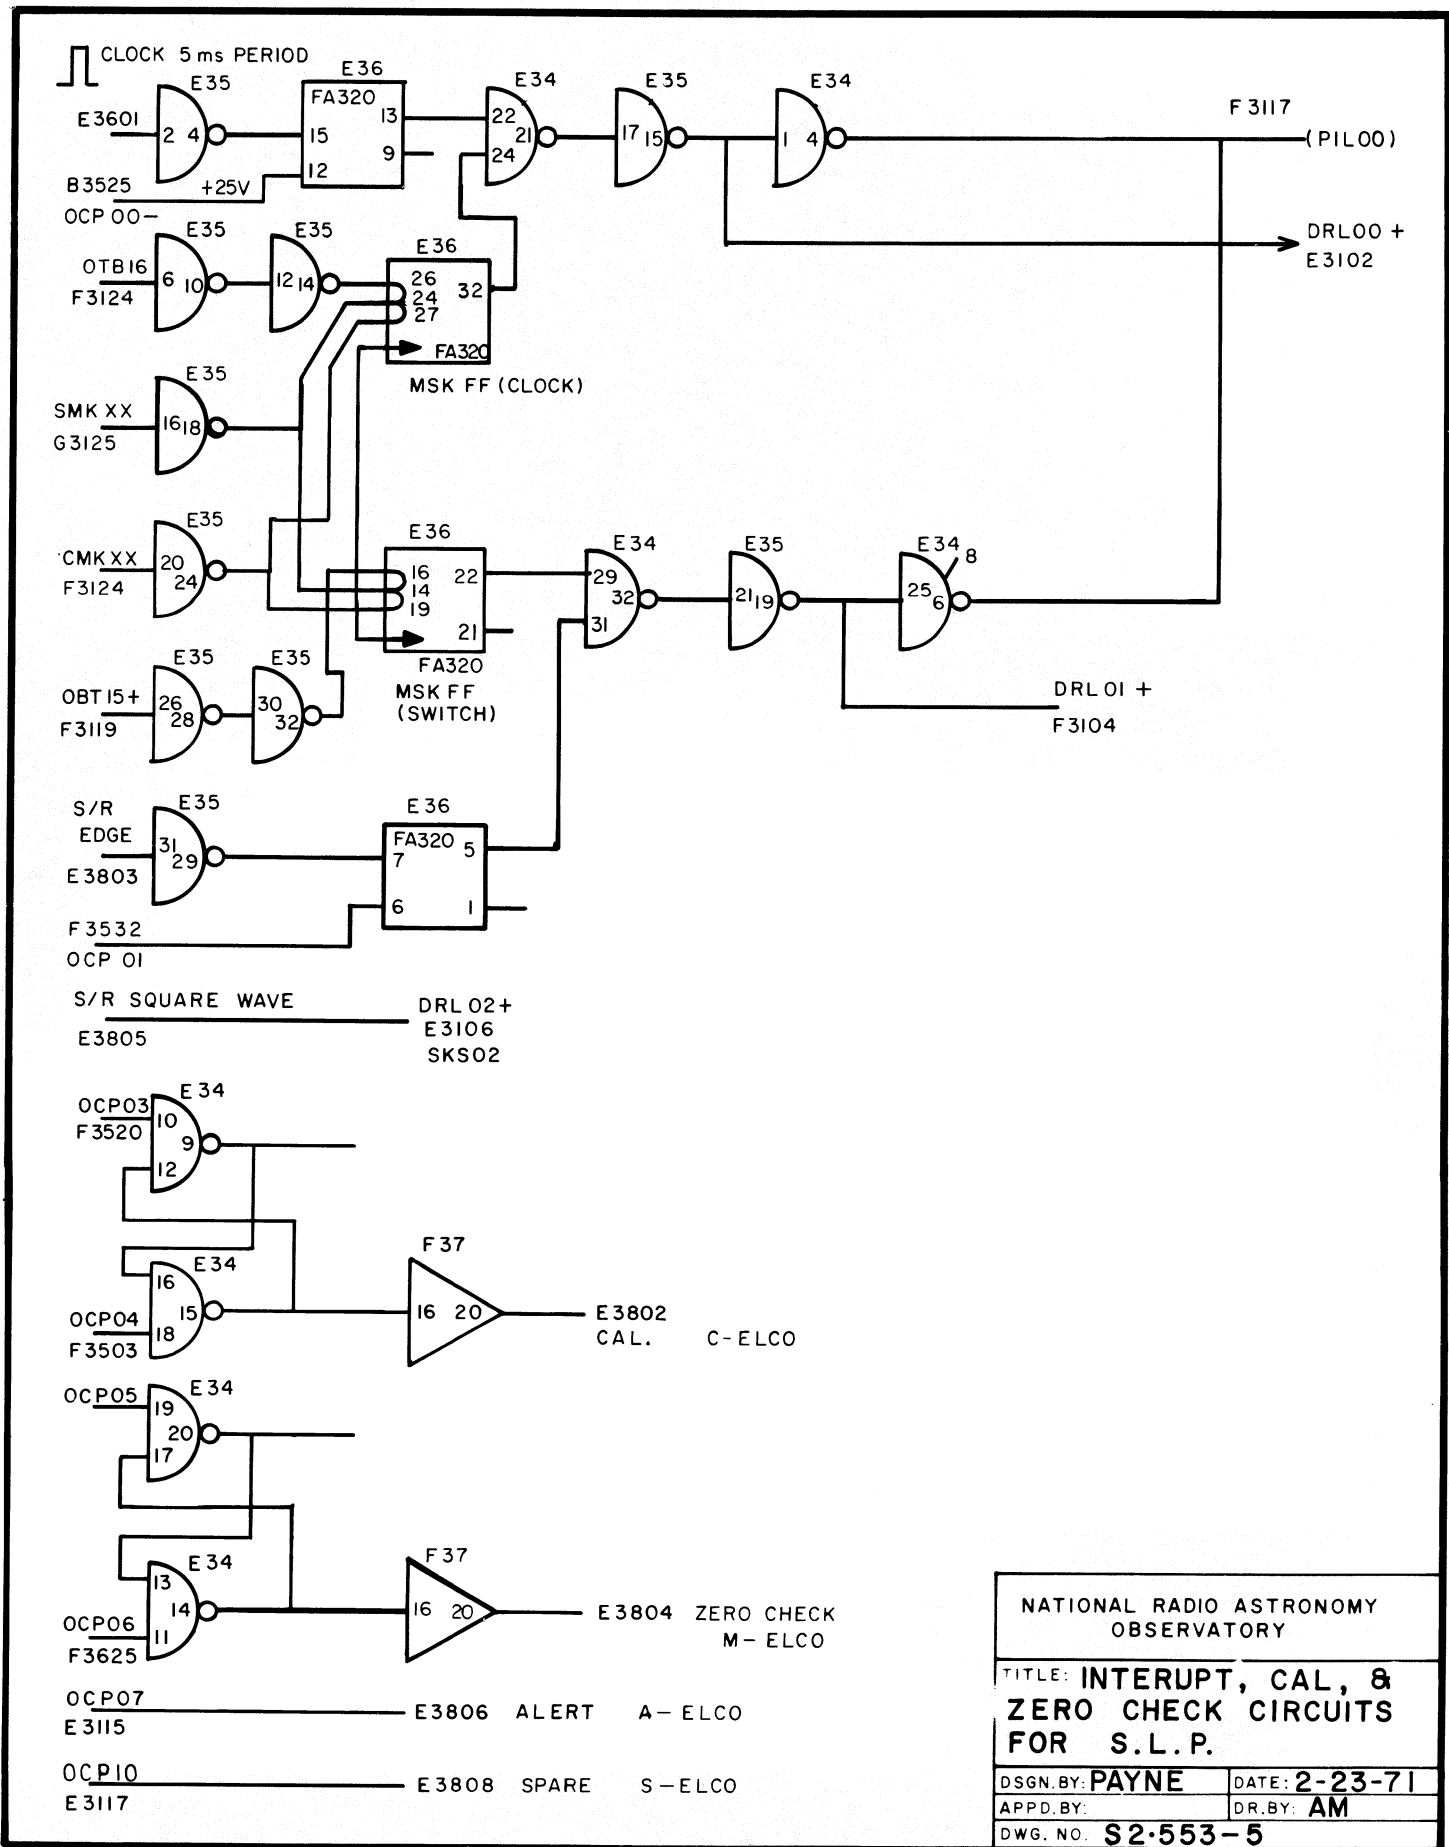 CLOCK 5 ms PERIOD
E3601
E35
2 4
E36
FA320
15
13
9
12
B3525
+25V
OCP 00-
E34
22
21
24
E35
17 15
E34
1 4
F3117
(PIL00)
DRL00 +
E3102
OTB16
F3124
E35
6 10
E35
12 14
E36
26
24
27
32
FA320
MSK FF (CLOCK)
SMK XX
G3125
E35
16 18
CMK XX
F3124
E35
20
24
E36
16
14
19
22
21
FA320
MSK FF
(SWITCH)
E34
29
32
31
E35
21 19
E34
8
25
6
DRL 01 +
F3104
OBT 15+
F3119
E35
26
28
E35
30
32
S/R
EDGE
E3803
E35
31
29
E36
FA320
7
5
6
1
F3532
OCP 01
S/R SQUARE WAVE
E3805
DRL 02+
E3106
SKS02
OCP03
F3520
E34
10
9
12
E34
16
15
18
OCP04
F3503
F37
16 20
E3802
CAL. C-ELCO
OCP05
E34
19
20
17
E34
13
14
11
OCP06
F3625
F37
16 20
E3804 ZERO CHECK
M-ELCO
OCP07
E3115
E3806 ALERT A-ELCO
OCP10
E3117
E3808 SPARE S-ELCO
NATIONAL RADIO ASTRONOMY
OBSERVATORY
TITLE: INTERUPT, CAL, &
ZERO CHECK CIRCUITS
FOR S.L.P.
DSGN.BY: PAYNE DATE: 2-23-71
APPD.BY: DR.BY: AM
DWG. NO. S2·553-5